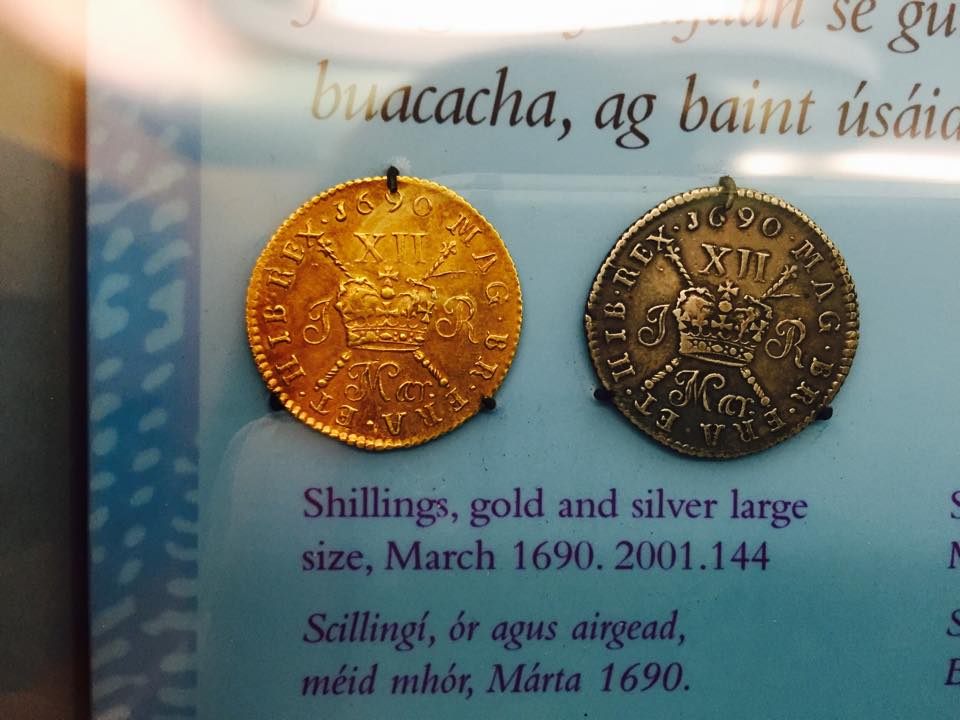 sé gu
buacacha, ag baint úsáid
1690 · MAG · BR · FRA ET · HIB · REX ·
XII
J R
Mar.
1690 · MAG · BR · FRA ET · HIB · REX ·
XII
J R
Mar.
Shillings, gold and silver large
size, March 1690. 2001.144
Scillingí, ór agus airgead,
méid mhór, Márta 1690.